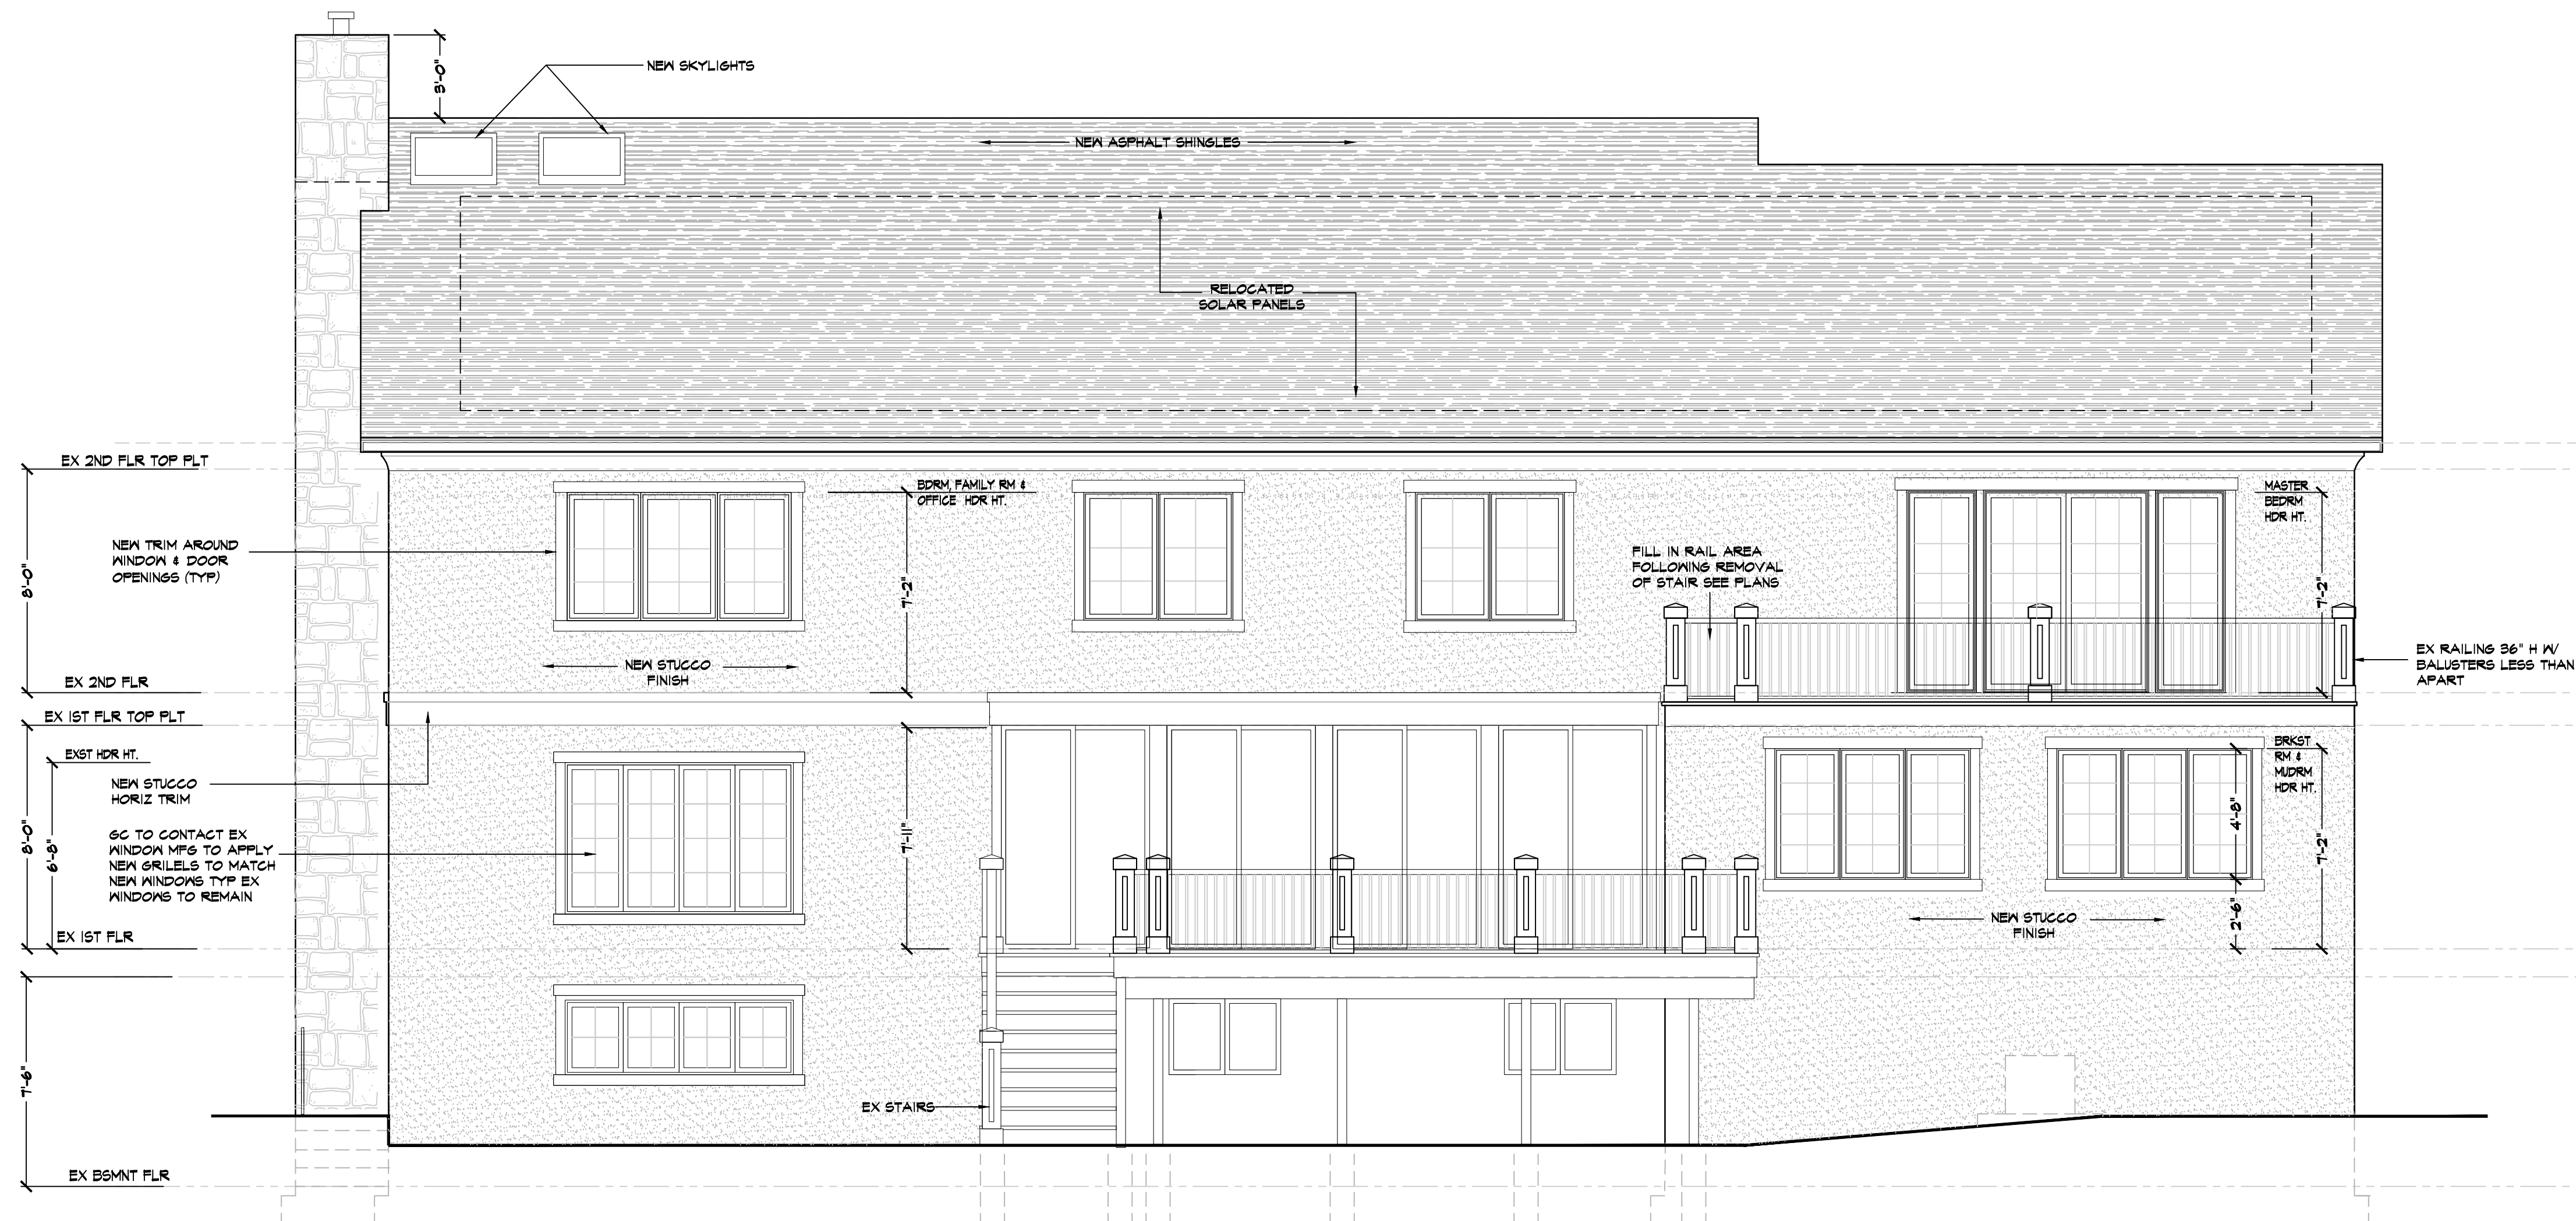 3'-0"
NEW SKYLIGHTS
NEW ASPHALT SHINGLES
RELOCATED
SOLAR PANELS
EX 2ND FLR TOP PLT
BDRM, FAMILY RM &
OFFICE HDR HT.
MASTER
BEDRM
HDR HT.
NEW TRIM AROUND
WINDOW & DOOR
OPENINGS (TYP)
8'-0"
7'-2"
FILL IN RAIL AREA
FOLLOWING REMOVAL
OF STAIR SEE PLANS
7'-2"
NEW STUCCO
FINISH
EX RAILING 36" H W/
BALUSTERS LESS THAN
APART
EX 2ND FLR
EX 1ST FLR TOP PLT
EXST HDR HT.
NEW STUCCO
HORIZ TRIM
8'-0"
6'-8"
GC TO CONTACT EX
WINDOW MFG TO APPLY
NEW GRILELS TO MATCH
NEW WINDOWS TYP EX
WINDOWS TO REMAIN
7'-11"
BRKST
RM &
MUDRM
HDR HT.
4'-8"
7'-2"
2'-6"
NEW STUCCO
FINISH
EX 1ST FLR
7'-6"
EX STAIRS
EX BSMNT FLR